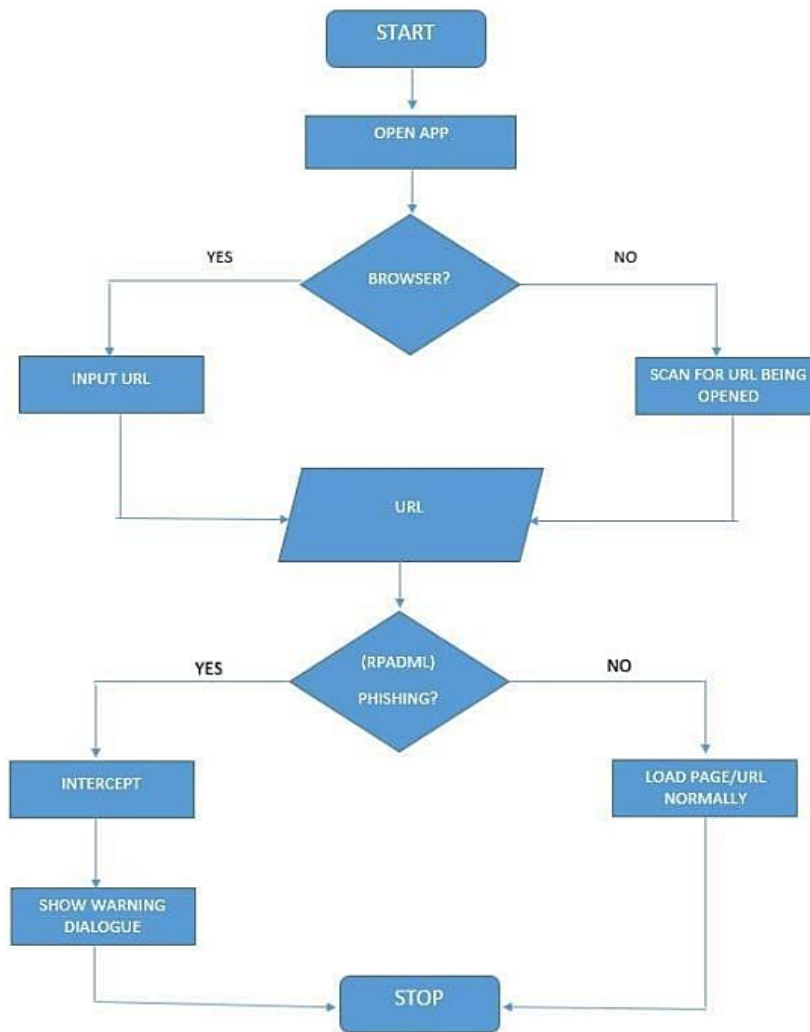 START
OPEN APP
YES
NO
BROWSER?
INPUT URL
SCAN FOR URL BEING
OPENED
URL
(RPADML)
YES
NO
PHISHING?
INTERCEPT
LOAD PAGE/URL
NORMALLY
SHOW WARNING
DIALOGUE
STOP